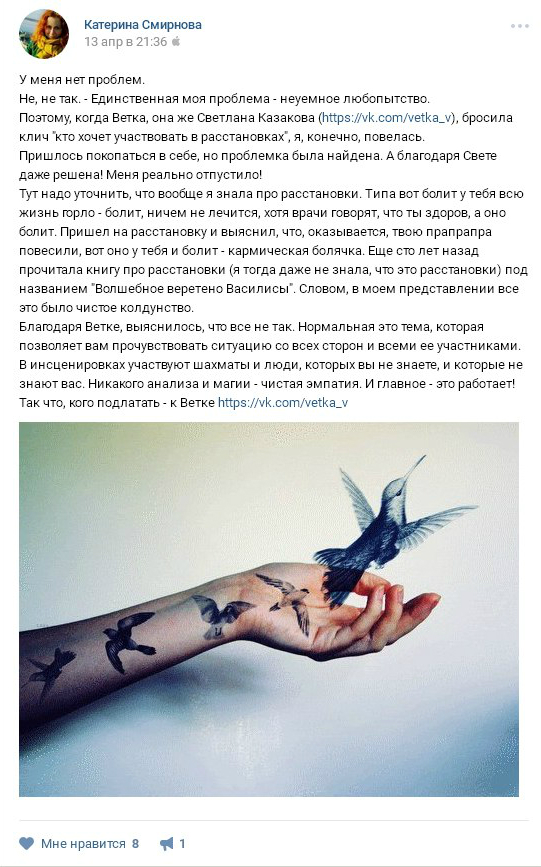 Катерина Смирнова
13 апр в 21:36
У меня нет проблем.
Не, не так. - Единственная моя проблема - неуемное любопытство.
Поэтому, когда Ветка, она же Светлана Казакова (https://vk.com/vetka_v), бросила
клич "кто хочет участвовать в расстановках", я, конечно, повелась.
Пришлось покопаться в себе, но проблемка была найдена. А благодаря Свете
даже решена! Меня реально отпустило!
Тут надо уточнить, что вообще я знала про расстановки. Типа вот болит у тебя всю
жизнь горло - болит, ничем не лечится, хотя врачи говорят, что ты здоров, а оно
болит. Пришел на расстановку и выяснил, что, оказывается, твою прапрапра
повесили, вот оно у тебя и болит - кармическая болячка. Еще сто лет назад
прочитала книгу про расстановки (я тогда даже не знала, что это расстановки) под
названием "Волшебное веретено Василисы". Словом, в моем представлении все
это было чистое колдунство.
Благодаря Ветке, выяснилось, что все не так. Нормальная это тема, которая
позволяет вам прочувствовать ситуацию со всех сторон и всеми ее участниками.
В инсценировках участвуют шахматы и люди, которых вы не знаете, и которые не
знают вас. Никакого анализа и магии - чистая эмпатия. И главное - это работает!
Так что, кого подлатать - к Ветке https://vk.com/vetka_v
Мне нравится 8 1